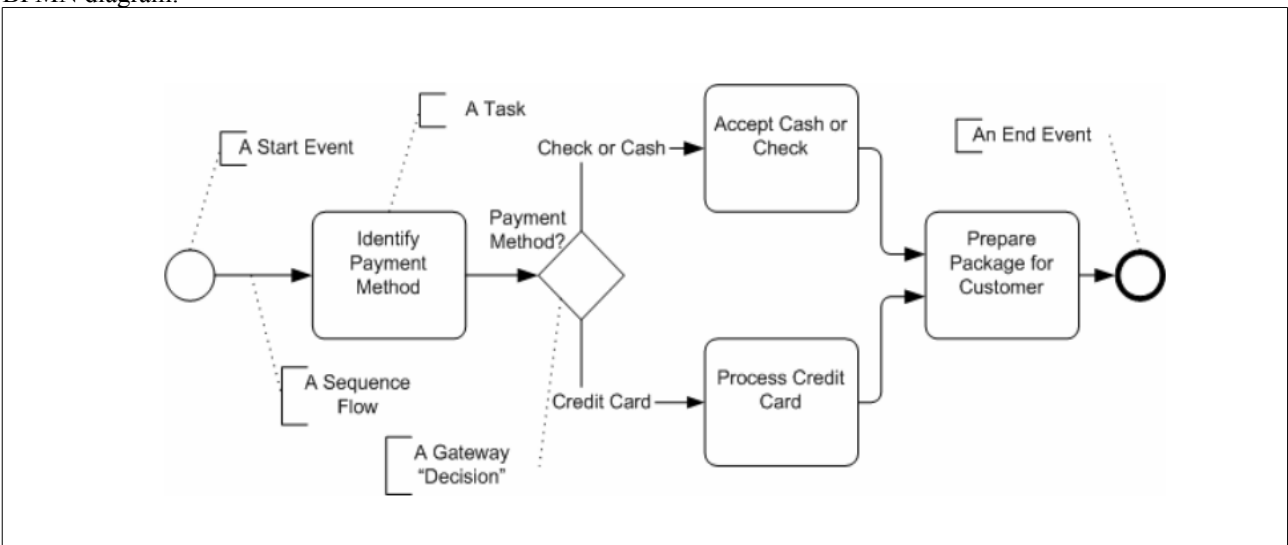 BPMN diagram:
A Task
A Start Event
Check or Cash
Accept Cash or
Check
An End Event
Payment
Method?
Identify
Payment
Method
Prepare
Package for
Customer
A Sequence
Flow
Credit Card
Process Credit
Card
A Gateway
“Decision”